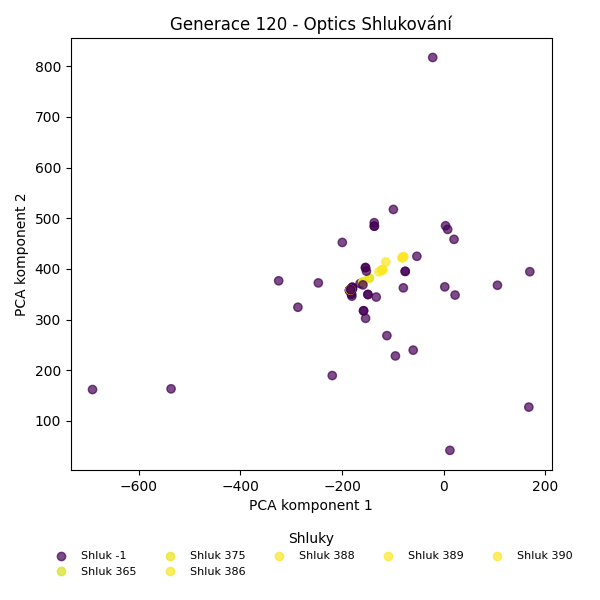 Generace 120 - Optics Shlukování
PCA komponent 2
800
700
600
500
400
300
200
100
−600 −400 −200 0 200
PCA komponent 1
Shluky
Shluk -1 Shluk 375 Shluk 388 Shluk 389 Shluk 390
Shluk 365 Shluk 386